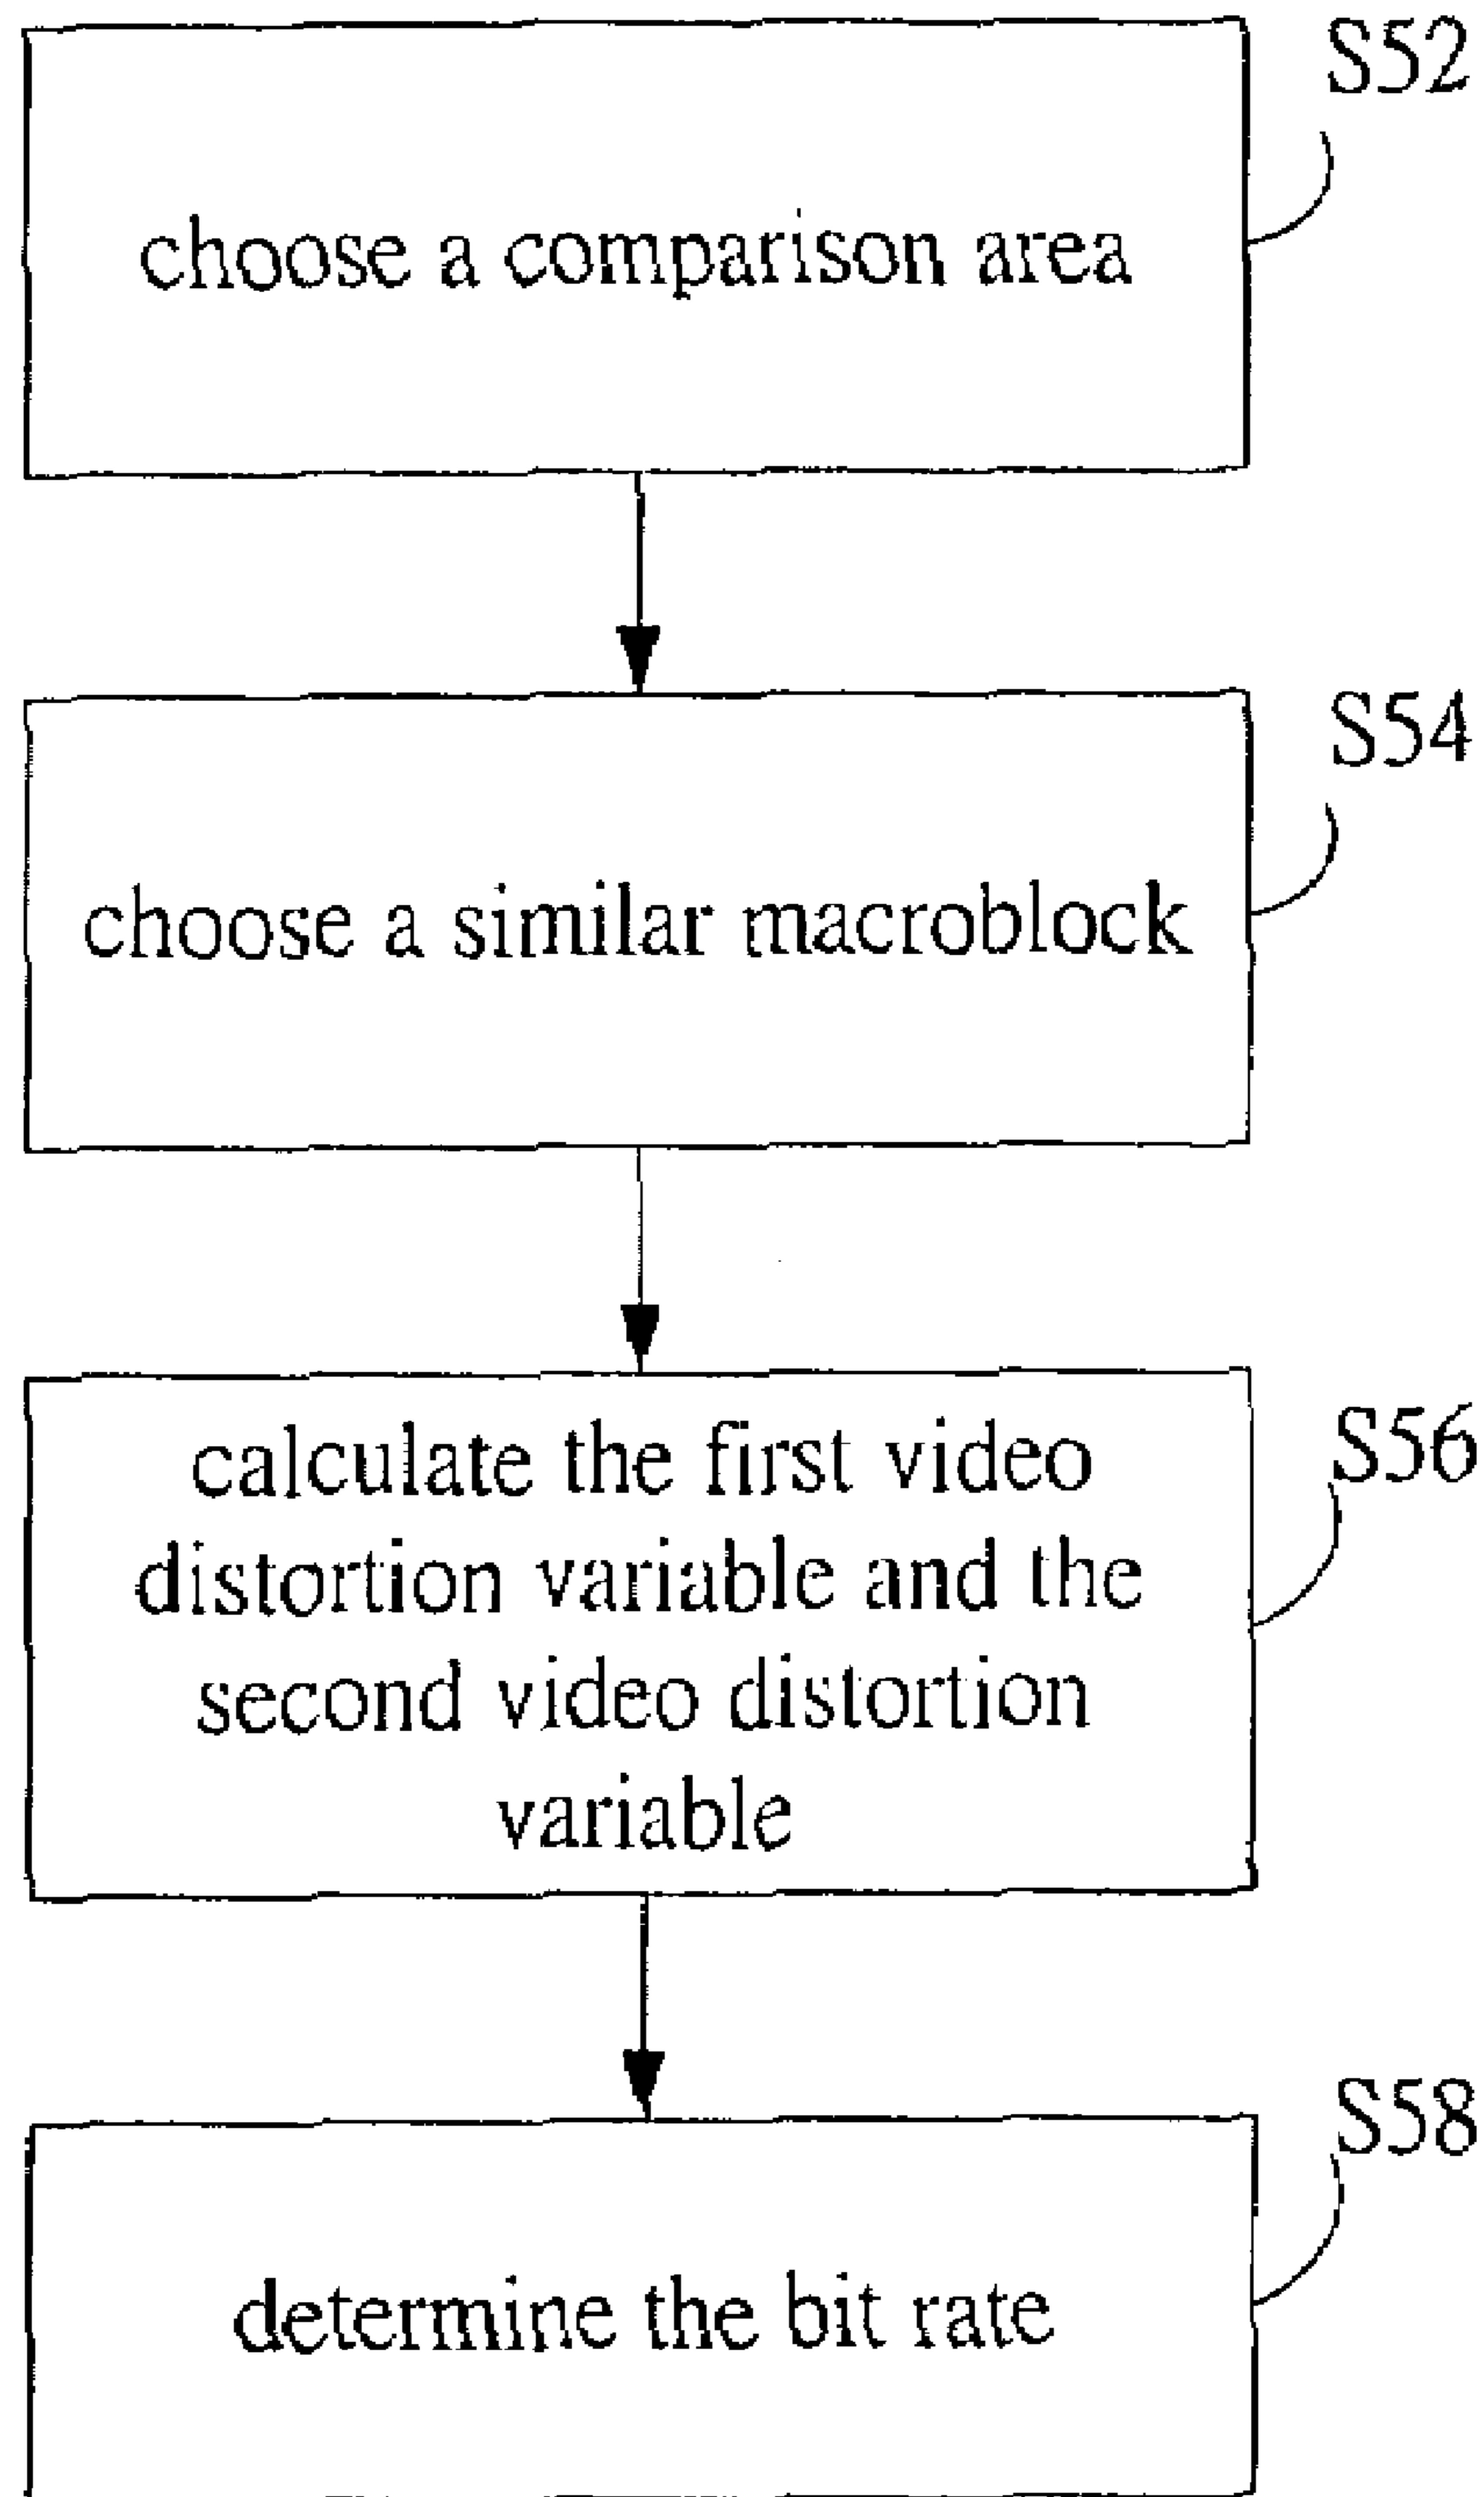 S52
choose a comparison area
S54
choose a similar macroblock
S56
calculate the first video
distortion variable and the
second video distortion
variable
S58
determine the bit rate